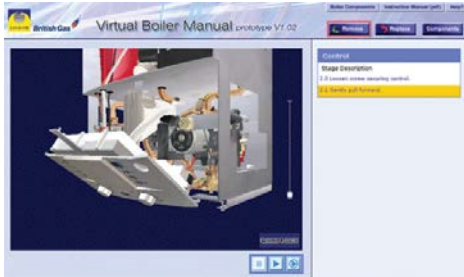 Boiler Components Instruction Manual (pdf) Help
British Gas Virtual Boiler Manual prototype V1.02
Remove Replace Components
Control
Stage Description
2.3 Loosen screw securing control.
2.4 Gently pull forward.